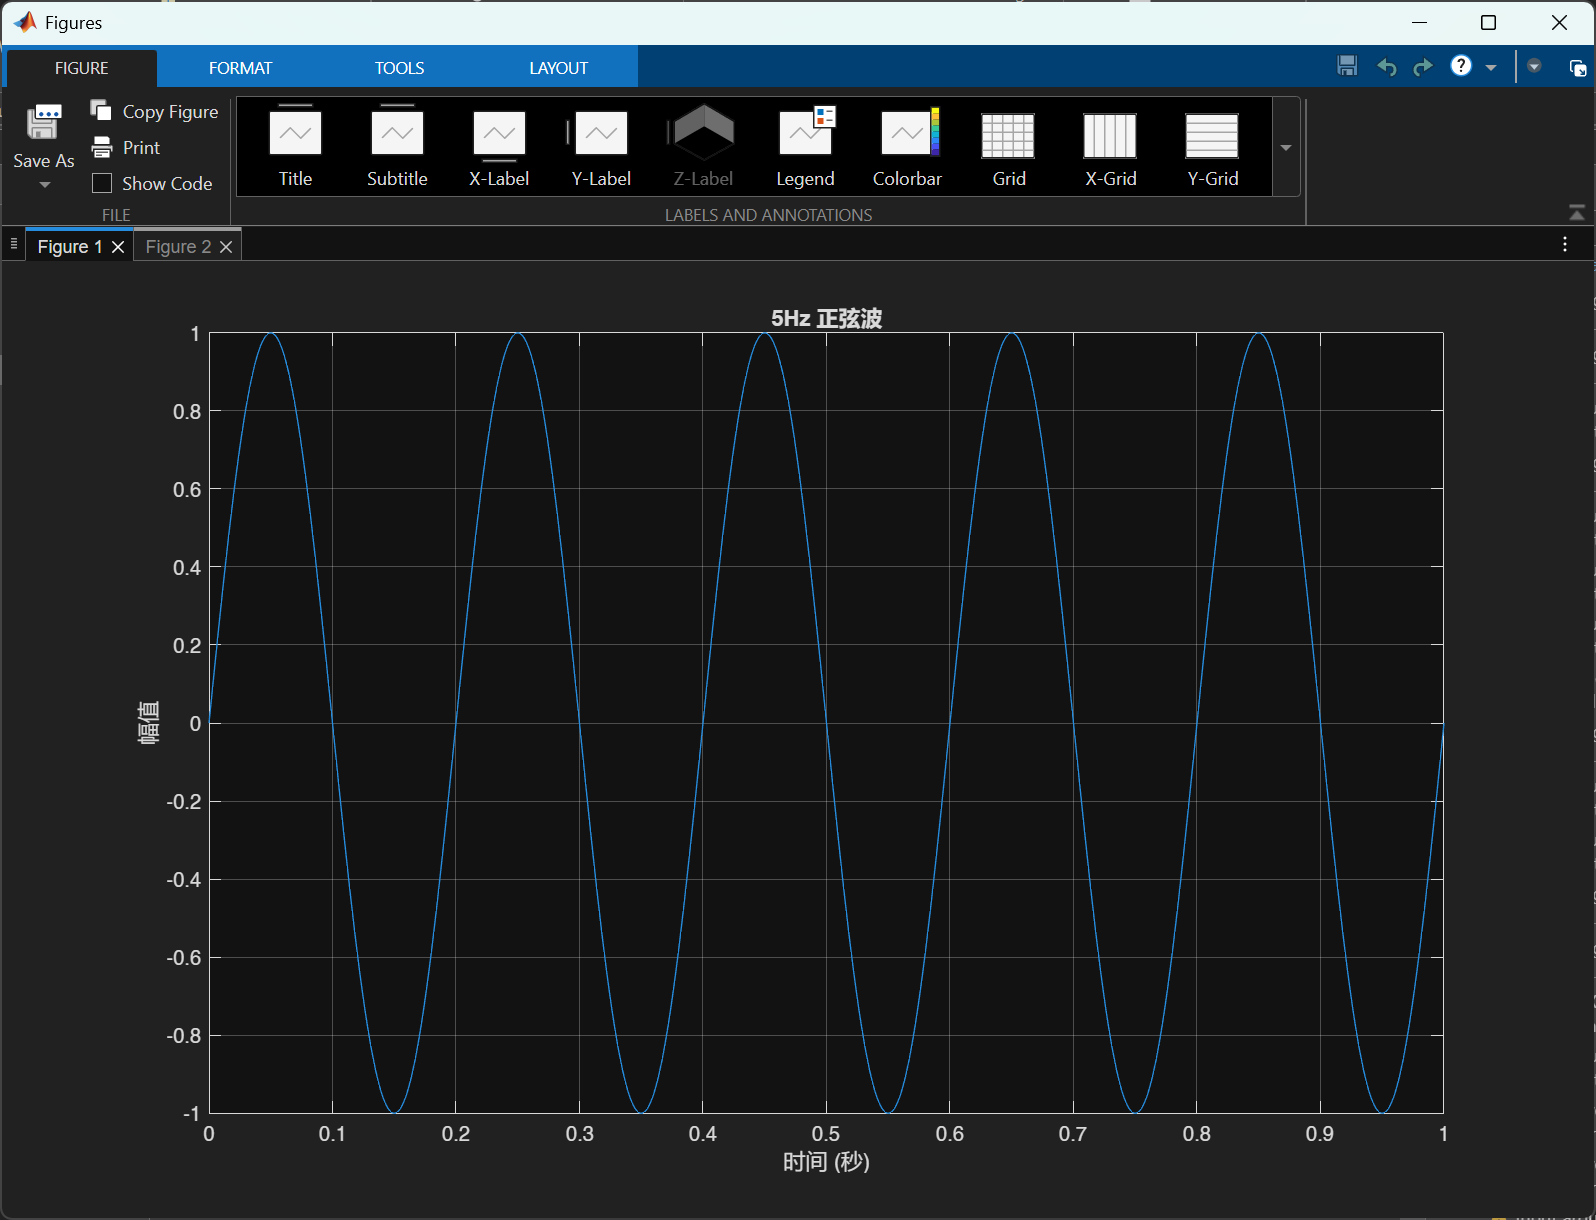 Figures
FIGURE FORMAT TOOLS LAYOUT
Save As
Copy Figure
Print
Show Code
FILE
Title Subtitle X-Label Y-Label Z-Label Legend Colorbar Grid X-Grid Y-Grid
LABELS AND ANNOTATIONS
Figure 1 Figure 2
5Hz 正弦波
1
0.8
0.6
0.4
0.2
0
-0.2
-0.4
-0.6
-0.8
-1
幅值
0 0.1 0.2 0.3 0.4 0.5 0.6 0.7 0.8 0.9 1
时间 (秒)